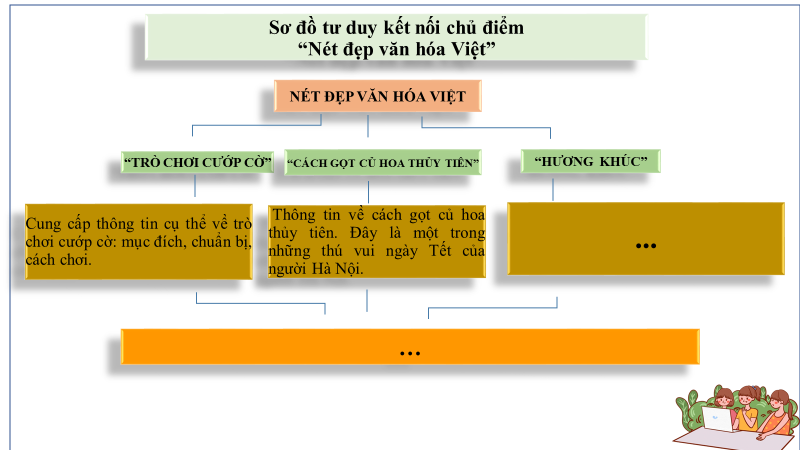 Sơ đồ tư duy kết nối chủ điểm
“Nét đẹp văn hóa Việt”
NÉT ĐẸP VĂN HÓA VIỆT
“TRÒ CHƠI CƯỚP CỜ”
“CÁCH GỌT CỦ HOA THỦY TIÊN”
“HƯƠNG KHÚC”
Cung cấp thông tin cụ thể về trò
chơi cướp cờ: mục đích, chuẩn bị,
cách chơi.
Thông tin về cách gọt củ hoa
thủy tiên. Đây là một trong
những thú vui ngày Tết của
người Hà Nội.
...
...